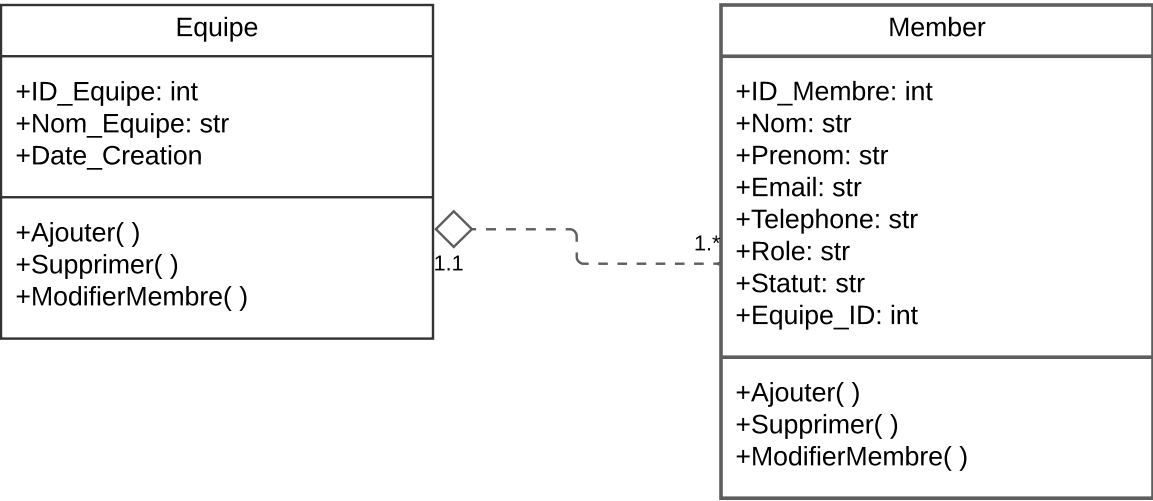 Equipe
+ID_Equipe: int
+Nom_Equipe: str
+Date_Creation
+Ajouter( )
+Supprimer( )
+ModifierMembre( )
1.1
1.*
Member
+ID_Membre: int
+Nom: str
+Prenom: str
+Email: str
+Telephone: str
+Role: str
+Statut: str
+Equipe_ID: int
+Ajouter( )
+Supprimer( )
+ModifierMembre( )